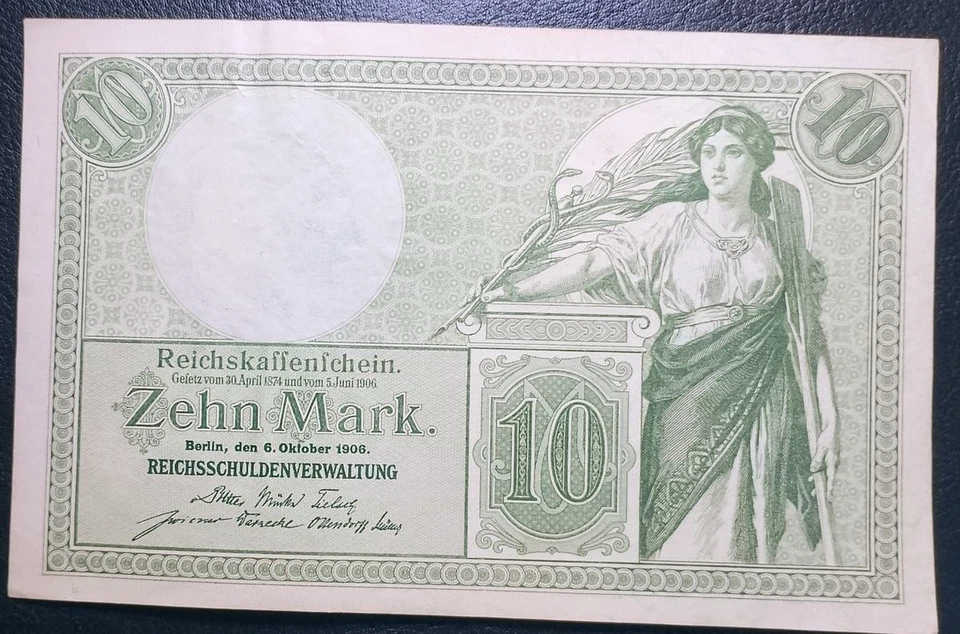 10
10
Reichskaſſenſchein.
Geſetz vom 30. April 1874 und vom 5. Juni 1906.
Zehn Mark.
Berlin, den 6. Oktober 1906.
REICHSSCHULDENVERWALTUNG
10